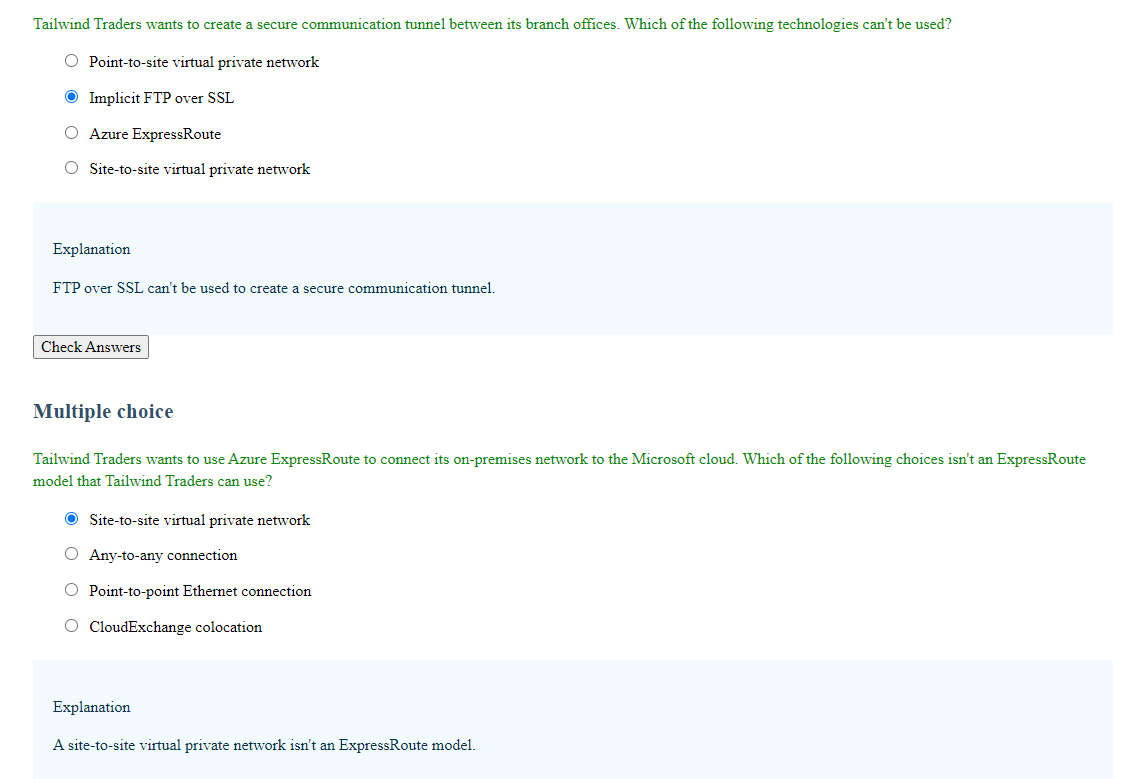 Tailwind Traders wants to create a secure communication tunnel between its branch offices. Which of the following technologies can't be used?
Point-to-site virtual private network
Implicit FTP over SSL
Azure ExpressRoute
Site-to-site virtual private network
Explanation
FTP over SSL can't be used to create a secure communication tunnel.
Check Answers
Multiple choice
Tailwind Traders wants to use Azure ExpressRoute to connect its on-premises network to the Microsoft cloud. Which of the following choices isn't an ExpressRoute
model that Tailwind Traders can use?
Site-to-site virtual private network
Any-to-any connection
Point-to-point Ethernet connection
CloudExchange colocation
Explanation
A site-to-site virtual private network isn't an ExpressRoute model.